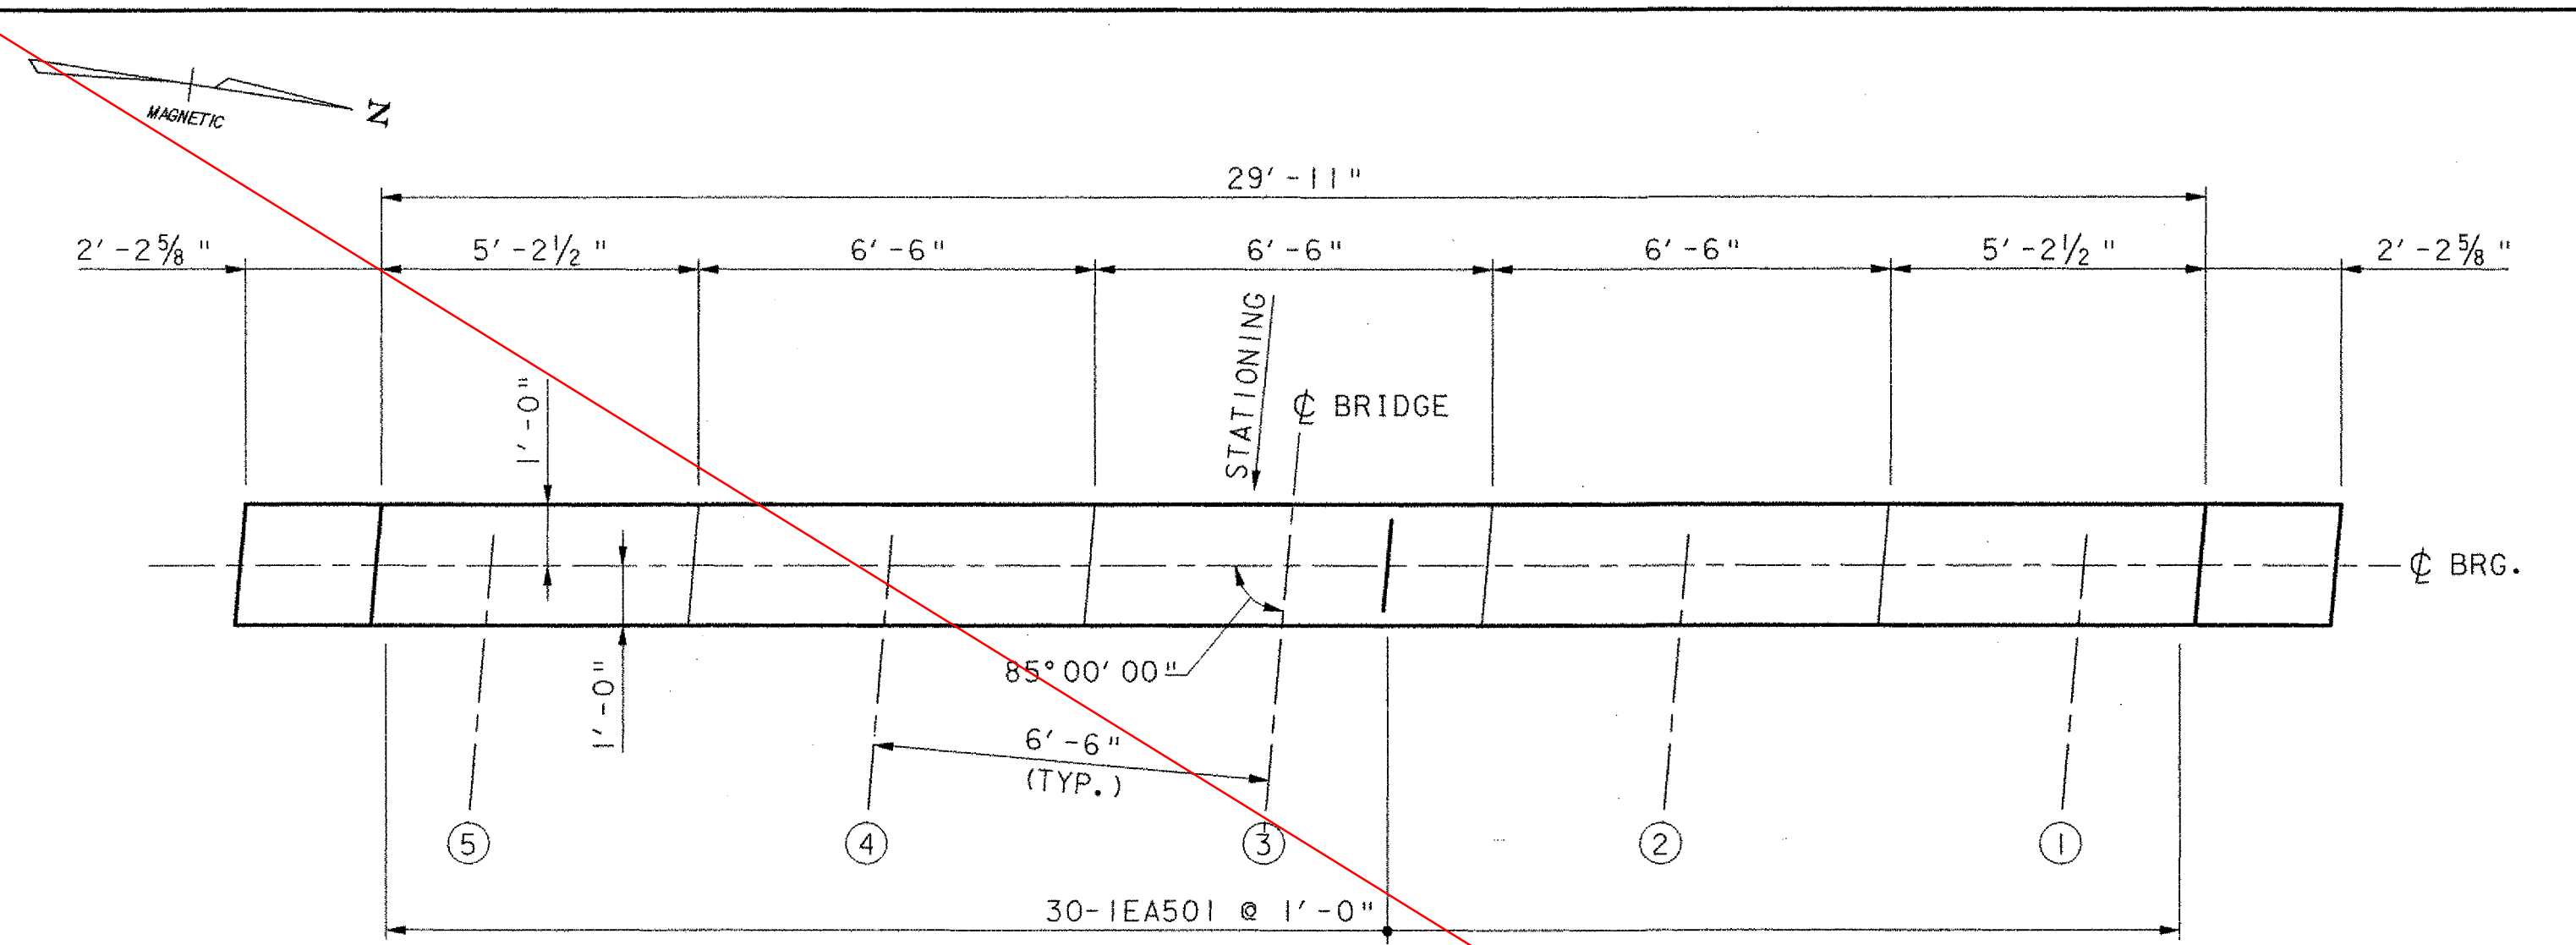 N
MAGNETIC
29'-11"
2'-2⅝"
5'-2½"
6'-6"
6'-6"
6'-6"
5'-2½"
2'-2⅝"
STATIONING
1'-0"
℄ BRIDGE
℄ BRG.
1'-0"
85°00'00"
6'-6"
(TYP.)
5
4
3
2
1
30-1EA501 @ 1'-0"